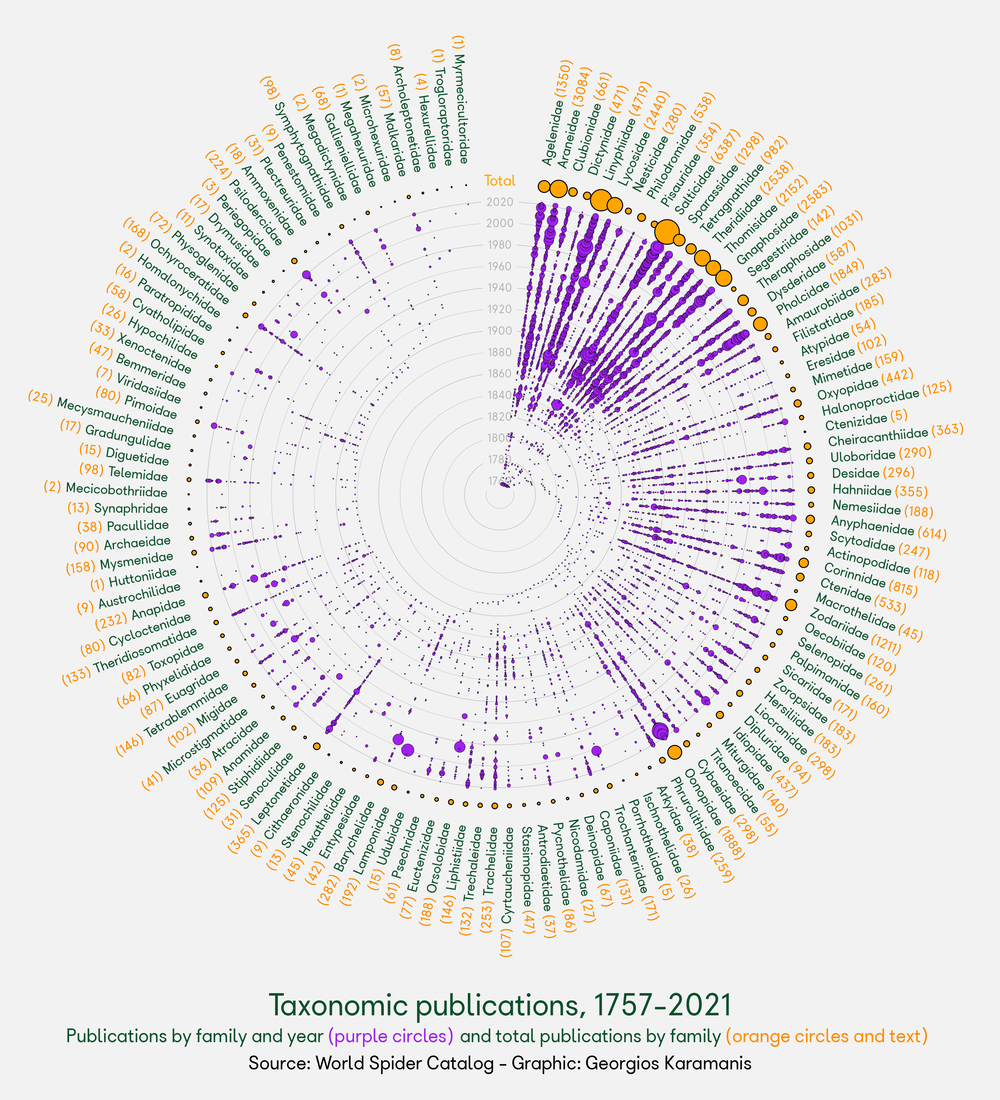 Agelenidae (1350)
Araneidae (3084)
Clubionidae (661)
Dictynidae (471)
Linyphiidae (4719)
Lycosidae (2440)
Nesticidae (280)
Philodromidae (538)
Pisauridae (354)
Salticidae (6387)
Sparassidae (1298)
Tetragnathidae (982)
Theridiidae (2538)
Thomisidae (2152)
Gnaphosidae (2583)
Segestriidae (142)
Theraphosidae (1031)
Dysderidae (587)
Pholcidae (1849)
Amaurobiidae (283)
Filistatidae (185)
Atypidae (54)
Eresidae (102)
Mimetidae (159)
Oxyopidae (442)
Halonoproctidae (125)
Ctenizidae (5)
Cheiracanthiidae (363)
Uloboridae (290)
Desidae (296)
Hahniidae (355)
Nemesiidae (188)
Anyphaenidae (614)
Scytodidae (247)
Actinopodidae (118)
Corinnidae (815)
Ctenidae (533)
Macrothelidae (45)
Zodariidae (1211)
Oecobiidae (120)
Selenopidae (261)
Palpimanidae (160)
Sicariidae (171)
Zoropsidae (183)
Hersiliidae (183)
Liocranidae (298)
Dipluridae (94)
Idiopidae (437)
Miturgidae (140)
Titanoecidae (55)
Cybaeidae (298)
Oonopidae (1888)
Phrurolithidae (259)
Arkyidae (38)
Ischnothelidae (26)
Porrhothelidae (5)
Trochanteriidae (171)
Caponiidae (131)
Deinopidae (67)
Nicodamidae (27)
Pycnothelidae (86)
Antrodiaetidae (37)
Stasimopidae (47)
Cyrtaucheniidae
(107)
(253) Trachelidae
(132) Trechaleidae
(146) Liphistiidae
(188) Orsolobidae
(77) Euctenizidae
(61) Psechridae
(15) Udubidae
(192) Lamponidae
(282) Barychelidae
(42) Entypesidae
(45) Hexathelidae
(13) Stenochilidae
(9) Cithaeronidae
(365) Leptonetidae
(31) Senoculidae
(125) Stiphidiidae
(109) Anamidae
(36) Atracidae
(41) Microstigmatidae
(102) Migidae
(146) Tetrablemmidae
(87) Euagridae
(66) Phyxelididae
(82) Toxopidae
(133) Theridiosomatidae
(80) Cycloctenidae
(232) Anapidae
(9) Austrochilidae
(1) Huttoniidae
(158) Mysmenidae
(90) Archaeidae
(38) Pacullidae
(13) Synaphridae
(2) Mecicobothriidae
(98) Telemidae
(15) Diguetidae
(17) Gradungulidae
(25) Mecysmaucheniidae
(80) Pimoidae
(7) Viridasiidae
(47) Bemmeridae
(33) Xenoctenidae
(26) Hypochilidae
(58) Cyatholipidae
(16) Paratropididae
(2) Homalonychidae
(168) Ochyroceratidae
(72) Physoglenidae
(11) Synotaxidae
(17) Drymusidae
(3) Periegopidae
(224) Psilodercidae
(18) Ammoxenidae
(31) Plectreuridae
(9) Penestomidae
(98) Symphytognathidae
(2) Megadictynidae
(68) Gallieniellidae
(1) Megahexuridae
(2) Microhexuridae
(57) Malkaridae
(8) Archoleptonetidae
(4) Hexurellidae
(1) Trogloraptoridae
(1) Myrmecicultoridae
Total
2020
2000
1980
1960
1940
1920
1900
1880
1860
1840
1820
1800
Taxonomic publications, 1757–2021
Publications by family and year (purple circles) and total publications by family (orange circles and text)
Source: World Spider Catalog – Graphic: Georgios Karamanis